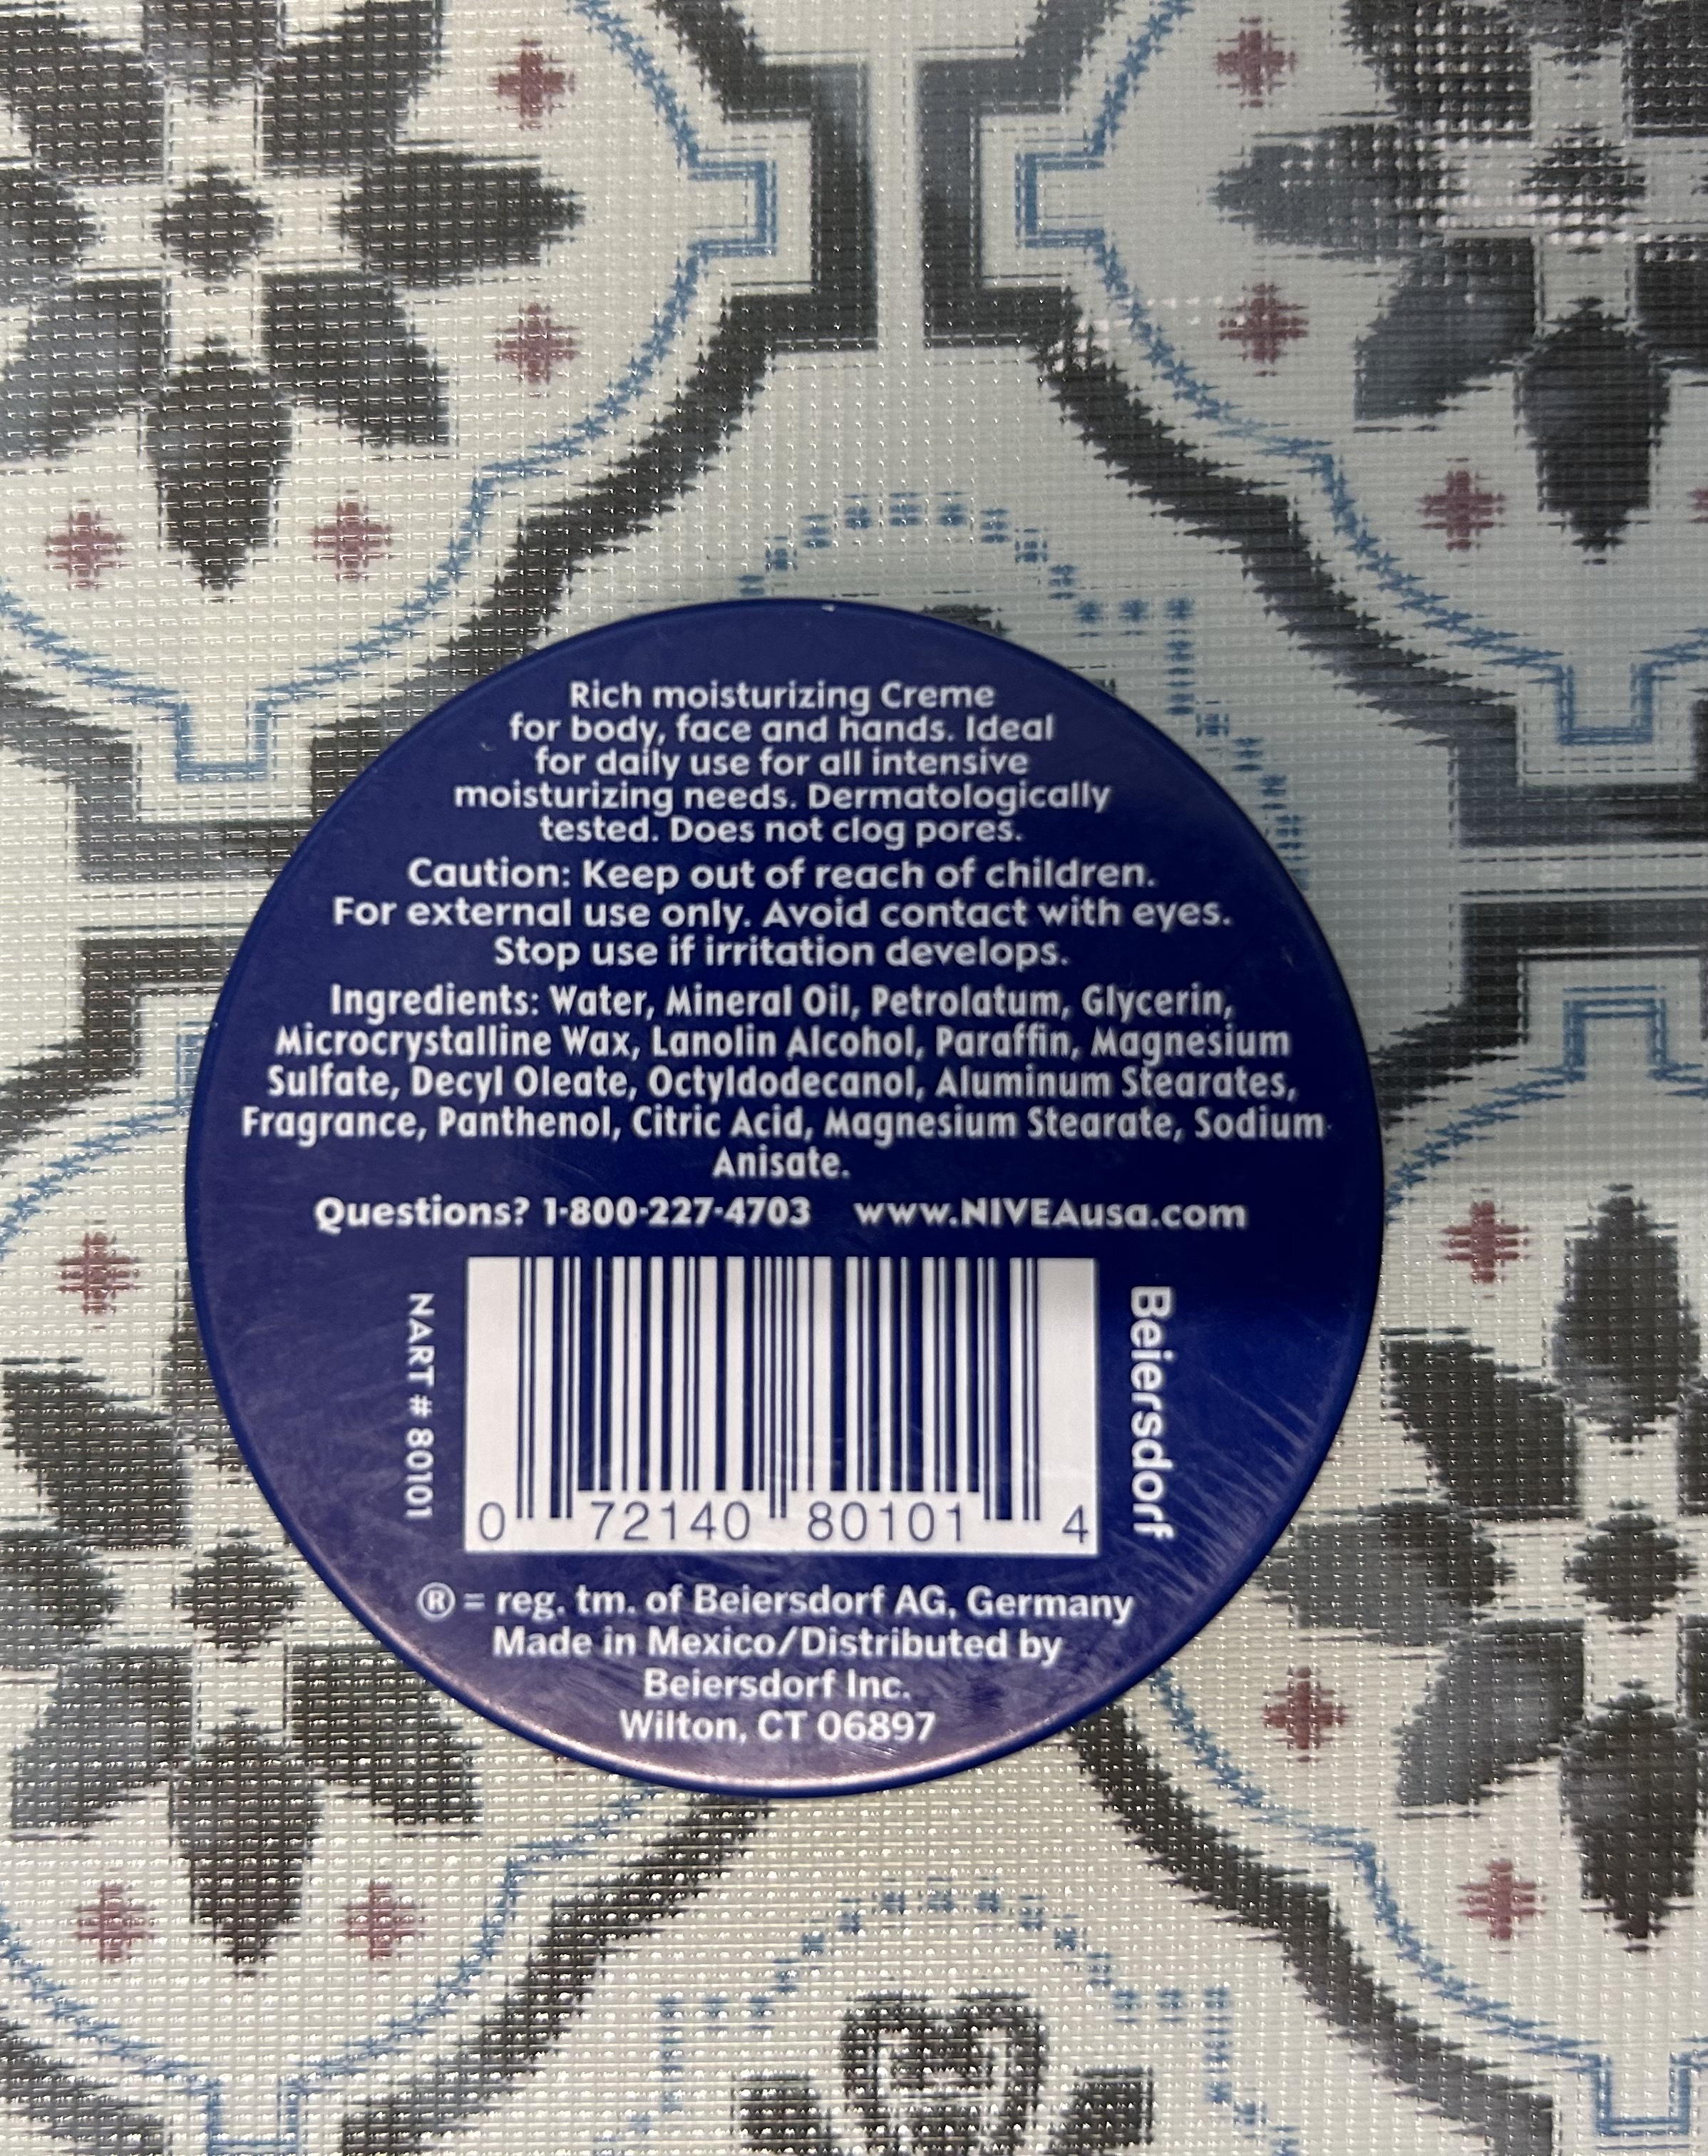 Rich moisturizing Creme
for body, face and hands. Ideal
for daily use for all intensive
moisturizing needs. Dermatologically
tested. Does not clog pores.
Caution: Keep out of reach of children.
For external use only. Avoid contact with eyes.
Stop use if irritation develops.
Ingredients: Water, Mineral Oil, Petrolatum, Glycerin,
Microcrystalline Wax, Lanolin Alcohol, Paraffin, Magnesium
Sulfate, Decyl Oleate, Octyldodecanol, Aluminum Stearates,
Fragrance, Panthenol, Citric Acid, Magnesium Stearate, Sodium
Anisate.
Questions? 1-800-227-4703 www.NIVEAusa.com
NART # 80101
0 72140 80101 4
Beiersdorf
® = reg. tm. of Beiersdorf AG, Germany
Made in Mexico/Distributed by
Beiersdorf Inc.
Wilton, CT 06897